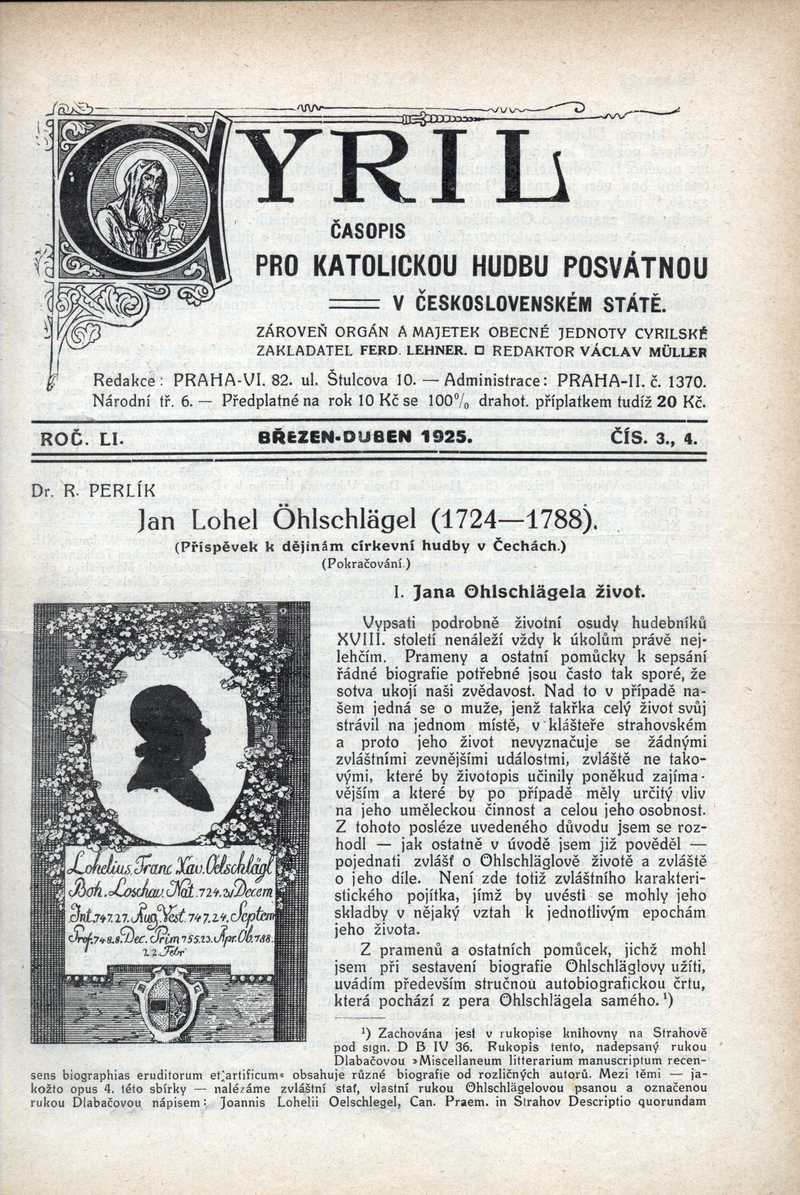 CYRIL
ČASOPIS
PRO KATOLICKOU HUDBU POSVÁTNOU
V ČESKOSLOVENSKÉM STÁTĚ.
ZÁROVEŇ ORGÁN A MAJETEK OBECNÉ JEDNOTY CYRILSKÉ
ZAKLADATEL FERD. LEHNER. □ REDAKTOR VÁCLAV MÜLLER
Redakce: PRAHA-VI. 82. ul. Štulcova 10. — Administrace: PRAHA-II. č. 1370.
Národní tř. 6. — Předplatné na rok 10 Kč se 100% drahot. příplatkem tudíž 20 Kč.
ROČ. LI. BŘEZEN-DUBEN 1925. ČÍS. 3., 4.
Dr. R. PERLÍK
Jan Lohel Öhlschlägel (1724—1788).
(Příspěvek k dějinám církevní hudby v Čechách.)
(Pokračování.)
I. Jana Öhlschlägela život.
Vypsati podrobně životní osudy hudebníků
XVIII. století nenáleží vždy k úkolům právě nej-
lehčím. Prameny a ostatní pomůcky k sepsání
řádné biografie potřebné jsou často tak sporé, že
sotva ukojí naši zvědavost. Nad to v případě na-
šem jedná se o muže, jenž takřka celý život svůj
strávil na jednom místě, v klášteře strahovském
a proto jeho život nevyznačuje se žádnými
zvláštními zevnějšími událostmi, zvláště ne tako-
vými, které by životopis učinily poněkud zajíma-
vějším a které by po případě měly určitý vliv
na jeho uměleckou činnost a celou jeho osobnost.
Z tohoto posléze uvedeného důvodu jsem se roz-
hodl — jak ostatně v úvodě jsem již pověděl —
pojednati zvlášť o Öhlschläglově životě a zvláště
o jeho díle. Není zde totiž zvláštního karakteri-
stického pojítka, jímž by uvésti se mohly jeho
skladby v nějaký vztah k jednotlivým epochám
jeho života.
Z pramenů a ostatních pomůcek, jichž mohl
jsem při sestavení biografie Öhlschläglovy užíti,
uvádím především stručnou autobiografickou črtu,
která pochází z pera Öhlschlägela samého.¹)
Lohelius Franc. Xav. Oelschlägl
Boh. Loschav. Nat. 724. 31 Decem
Int. 747. 27. Aug. Vest. 747. 24. Septem
Prof. 748. 8. Dec. Prim 755. 23. Apr. Ob. 788.
22 Febr
¹) Zachována jest v rukopise knihovny na Strahově
pod sign. D B IV 36. Rukopis tento, nadepsaný rukou
Dlabačovou »Miscellaneum litterarium manuscriptum recen-
sens biographias eruditorum et artificum« obsahuje různé biografie od rozličných autorů. Mezi těmi — ja-
kožto opus 4. této sbírky — nalézáme zvláštní stať, vlastní rukou Öhlschlägelovou psanou a označenou
rukou Dlabačovou nápisem: Joannis Lohelii Oelschlegel, Can. Praem. in Strahov Descriptio quorundam